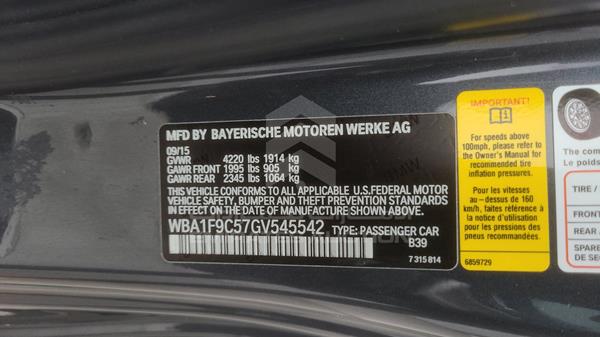 MFD BY BAYERISCHE MOTOREN WERKE AG
09/15
GVWR 4220 lbs 1914 kg
GAWR FRONT 1995 lbs 905 kg
GAWR REAR 2345 lbs 1064 kg
THIS VEHICLE CONFORMS TO ALL APPLICABLE U.S. FEDERAL MOTOR
VEHICLE SAFETY, BUMPER AND THEFT PREVENTION STANDARDS
IN EFFECT ON THE DATE OF MANUFACTURE SHOWN ABOVE.
WBA1F9C57GV545542 TYPE: PASSENGER CAR
B39
7 315 814
IMPORTANT!
For speeds above
100mph, please refer to
the Owner's Manual for
recommended tire
inflation pressures.
Pour les vitesses
au-dessus de 160
km/h, faites référence à
votre livret d'utilisation
pour les pressions des
pneus recommandées.
6859729
The c
Le poids
TIRE /
FRONT
REAR
SPARE